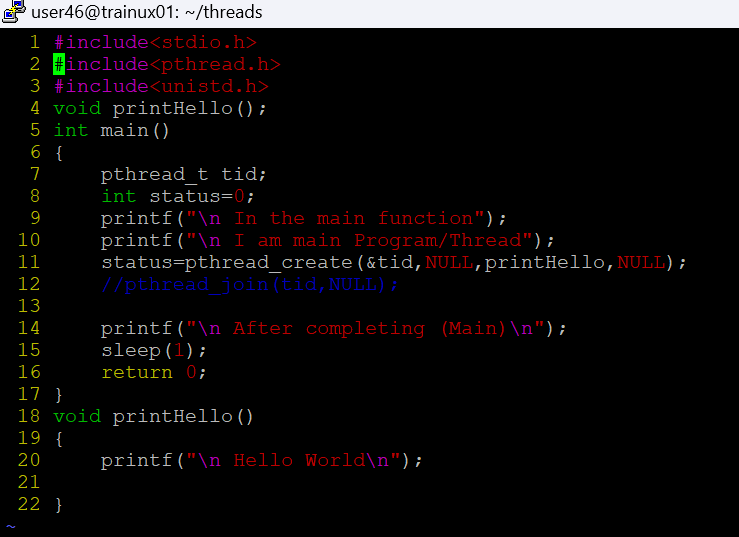 user46@trainux01: ~/threads
1 #include<stdio.h>
2 #include<pthread.h>
3 #include<unistd.h>
4 void printHello();
5 int main()
6 {
7     pthread_t tid;
8     int status=0;
9     printf("\n In the main function");
10     printf("\n I am main Program/Thread");
11     status=pthread_create(&tid,NULL,printHello,NULL);
12     //pthread_join(tid,NULL);
13
14     printf("\n After completing (Main)\n");
15     sleep(1);
16     return 0;
17 }
18 void printHello()
19 {
20     printf("\n Hello World\n");
21
22 }
~